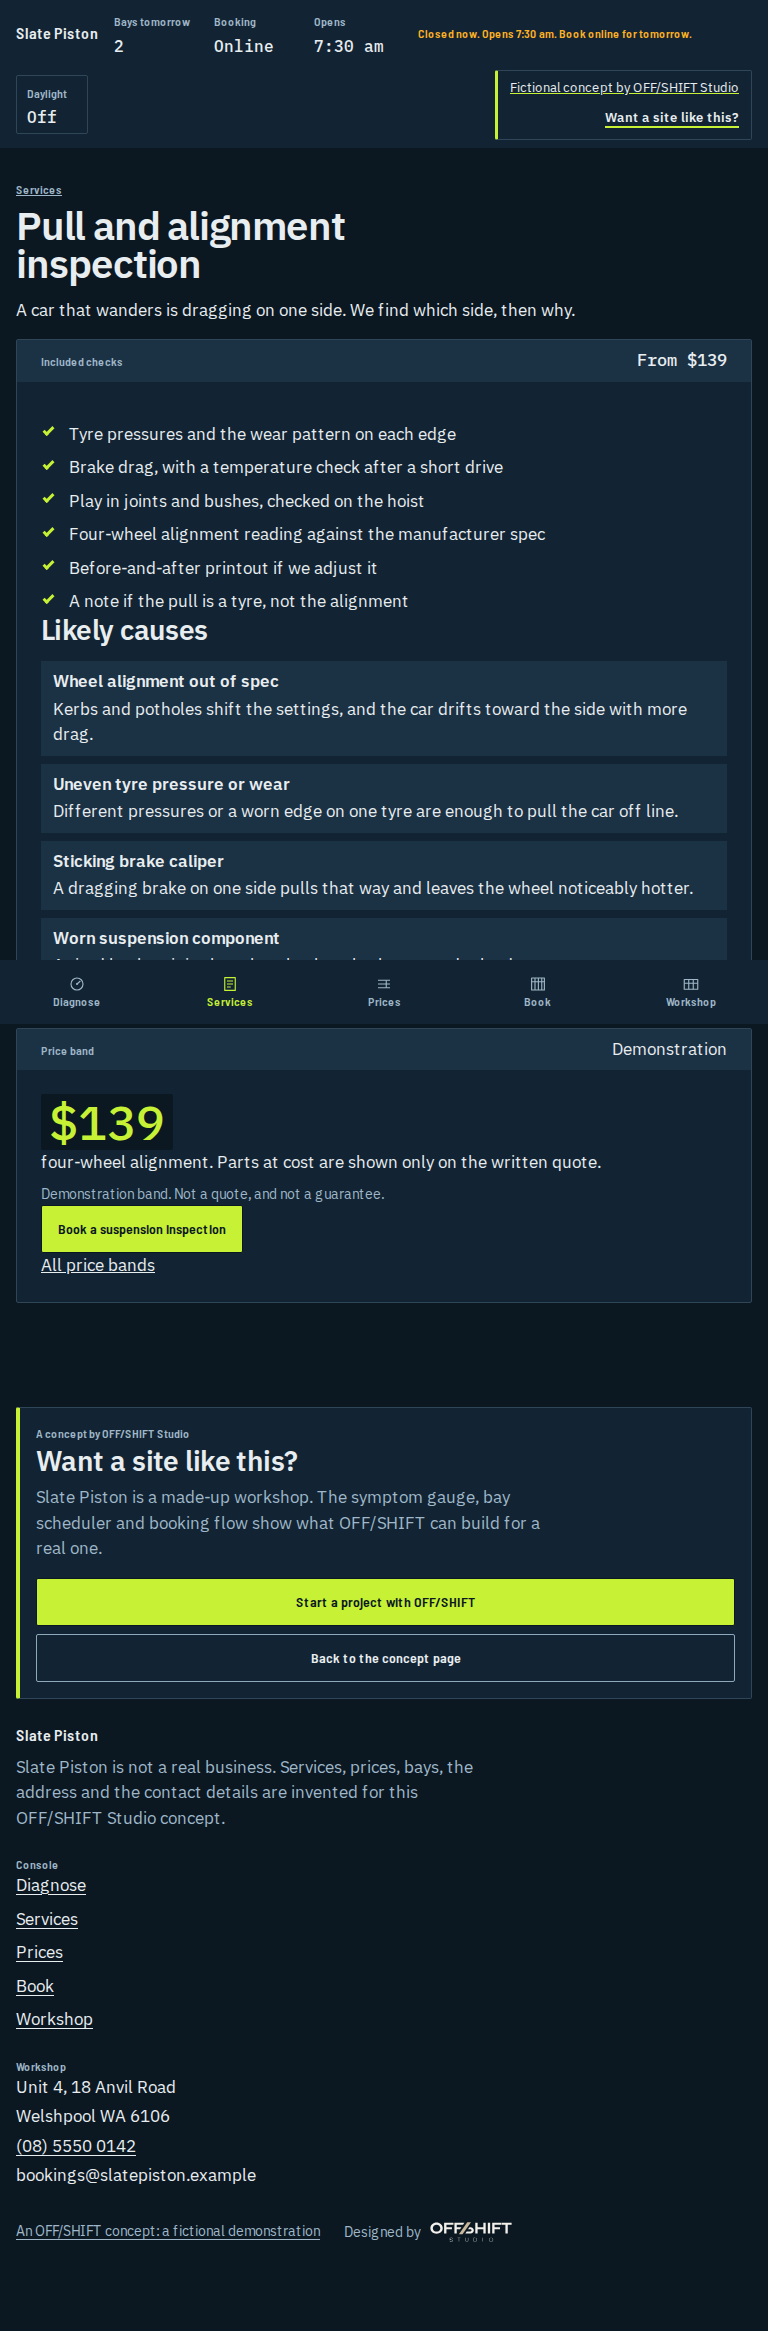 Slate Piston
Bays tomorrow
2
Booking
Online
Opens
7:30 am
Closed now. Opens 7:30 am. Book online for tomorrow.
Daylight
Off
Fictional concept by OFF/SHIFT Studio
Want a site like this?
Services
Pull and alignment
inspection
A car that wanders is dragging on one side. We find which side, then why.
Included checks
From $139
Tyre pressures and the wear pattern on each edge
Brake drag, with a temperature check after a short drive
Play in joints and bushes, checked on the hoist
Four-wheel alignment reading against the manufacturer spec
Before-and-after printout if we adjust it
A note if the pull is a tyre, not the alignment
Likely causes
Wheel alignment out of spec
Kerbs and potholes shift the settings, and the car drifts toward the side with more
drag.
Uneven tyre pressure or wear
Different pressures or a worn edge on one tyre are enough to pull the car off line.
Sticking brake caliper
A dragging brake on one side pulls that way and leaves the wheel noticeably hotter.
Worn suspension component
Diagnose
Services
Prices
Book
Workshop
Price band
Demonstration
$139
four-wheel alignment. Parts at cost are shown only on the written quote.
Demonstration band. Not a quote, and not a guarantee.
Book a suspension inspection
All price bands
A concept by OFF/SHIFT Studio
Want a site like this?
Slate Piston is a made-up workshop. The symptom gauge, bay
scheduler and booking flow show what OFF/SHIFT can build for a
real one.
Start a project with OFF/SHIFT
Back to the concept page
Slate Piston
Slate Piston is not a real business. Services, prices, bays, the
address and the contact details are invented for this
OFF/SHIFT Studio concept.
Console
Diagnose
Services
Prices
Book
Workshop
Workshop
Unit 4, 18 Anvil Road
Welshpool WA 6106
(08) 5550 0142
bookings@slatepiston.example
An OFF/SHIFT concept: a fictional demonstration
Designed by
OFF/SHIFT
STUDIO